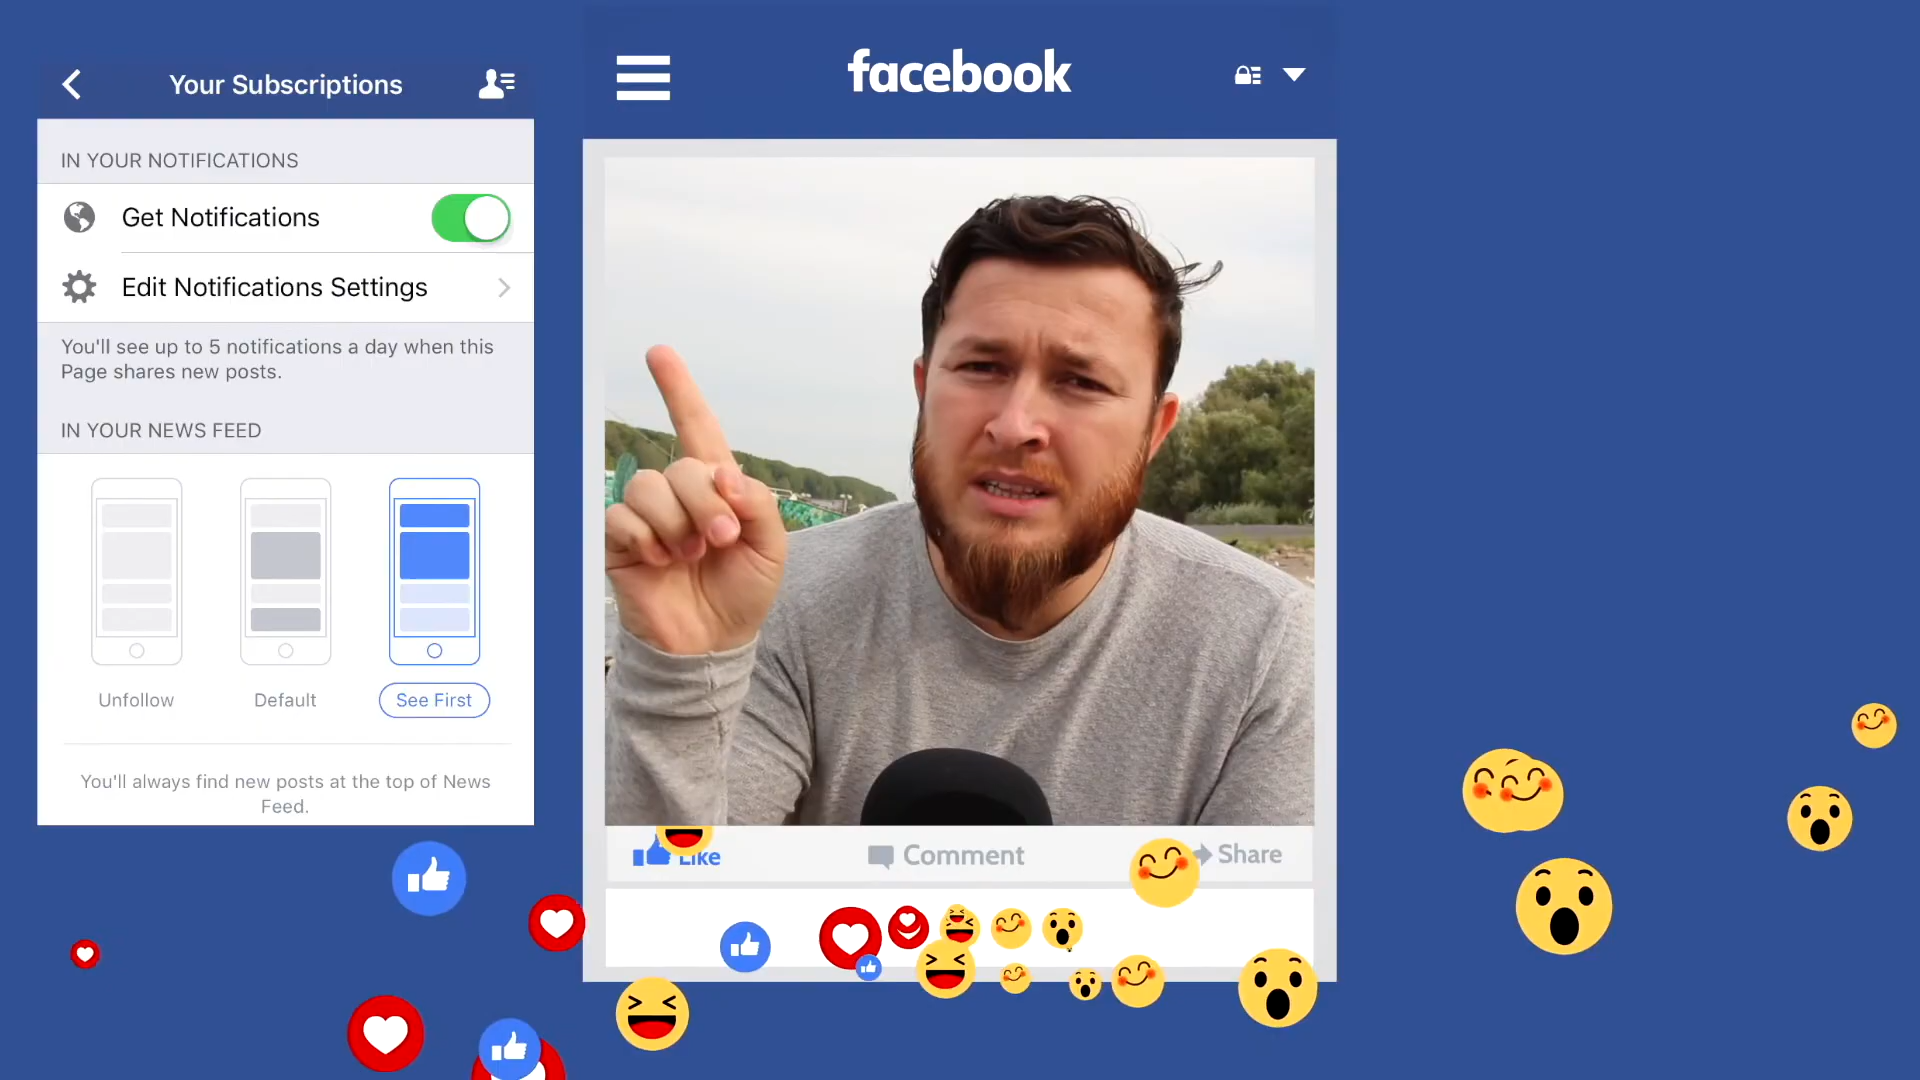 Your Subscriptions
IN YOUR NOTIFICATIONS
Get Notifications
Edit Notifications Settings
You'll see up to 5 notifications a day when this
Page shares new posts.
IN YOUR NEWS FEED
Unfollow Default See First
You'll always find new posts at the top of News
Feed.
facebook
Like Comment Share